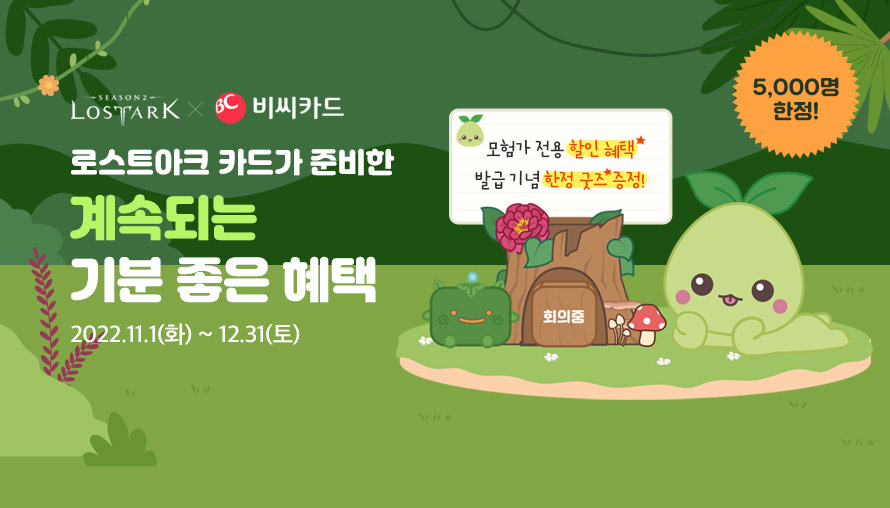 SEASON2
LOSTARK × BC 비씨카드
로스트아크 카드가 준비한
계속되는
기분 좋은 혜택
2022.11.1(화) ~ 12.31(토)
5,000명
한정!
모험가 전용 할인 혜택
발급 기념 한정 굿즈 증정!
회의중